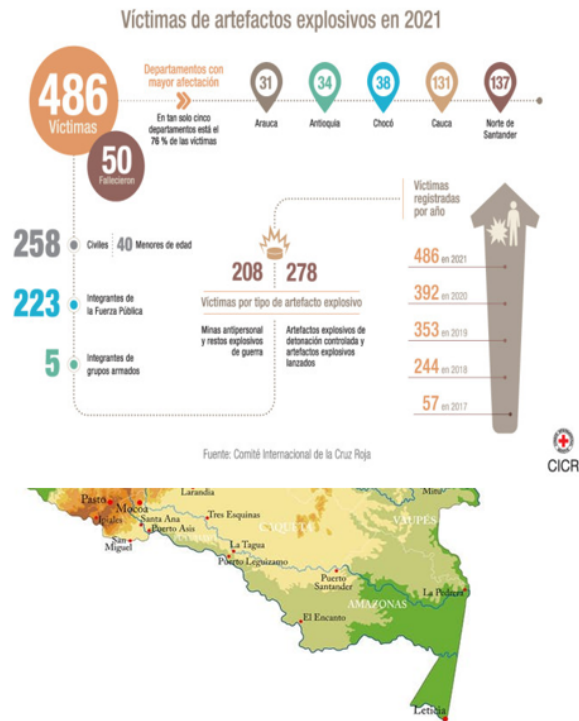 Víctimas de artefactos explosivos en 2021
486
Víctimas
50
Fallecieron
Departamentos con
mayor afectación
En tan solo cinco
departamentos está el
76 % de las víctimas
31
Arauca
34
Antioquia
38
Chocó
131
Cauca
137
Norte de
Santander
258
Civiles
40 Menores de edad
223
Integrantes de
la Fuerza Pública
5
Integrantes de
grupos armados
208
278
Víctimas por tipo de artefacto explosivo
Minas antipersonal
y restos explosivos
de guerra
Artefactos explosivos de
detonación controlada y
artefactos explosivos
lanzados
Víctimas
registradas
por año
486 en 2021
392 en 2020
353 en 2019
244 en 2018
57 en 2017
Fuente: Comité Internacional de la Cruz Roja
CICR
Larandia
Mitú
Pasto
Mocoa
Ipiales
Santa Ana
Puerto Asis
San
Miguel
Tres Esquinas
CAQUETÁ
VAUPÉS
La Tagua
Puerto Leguizamo
Puerto
Santander
La Pedrera
AMAZONAS
El Encanto
Leticia